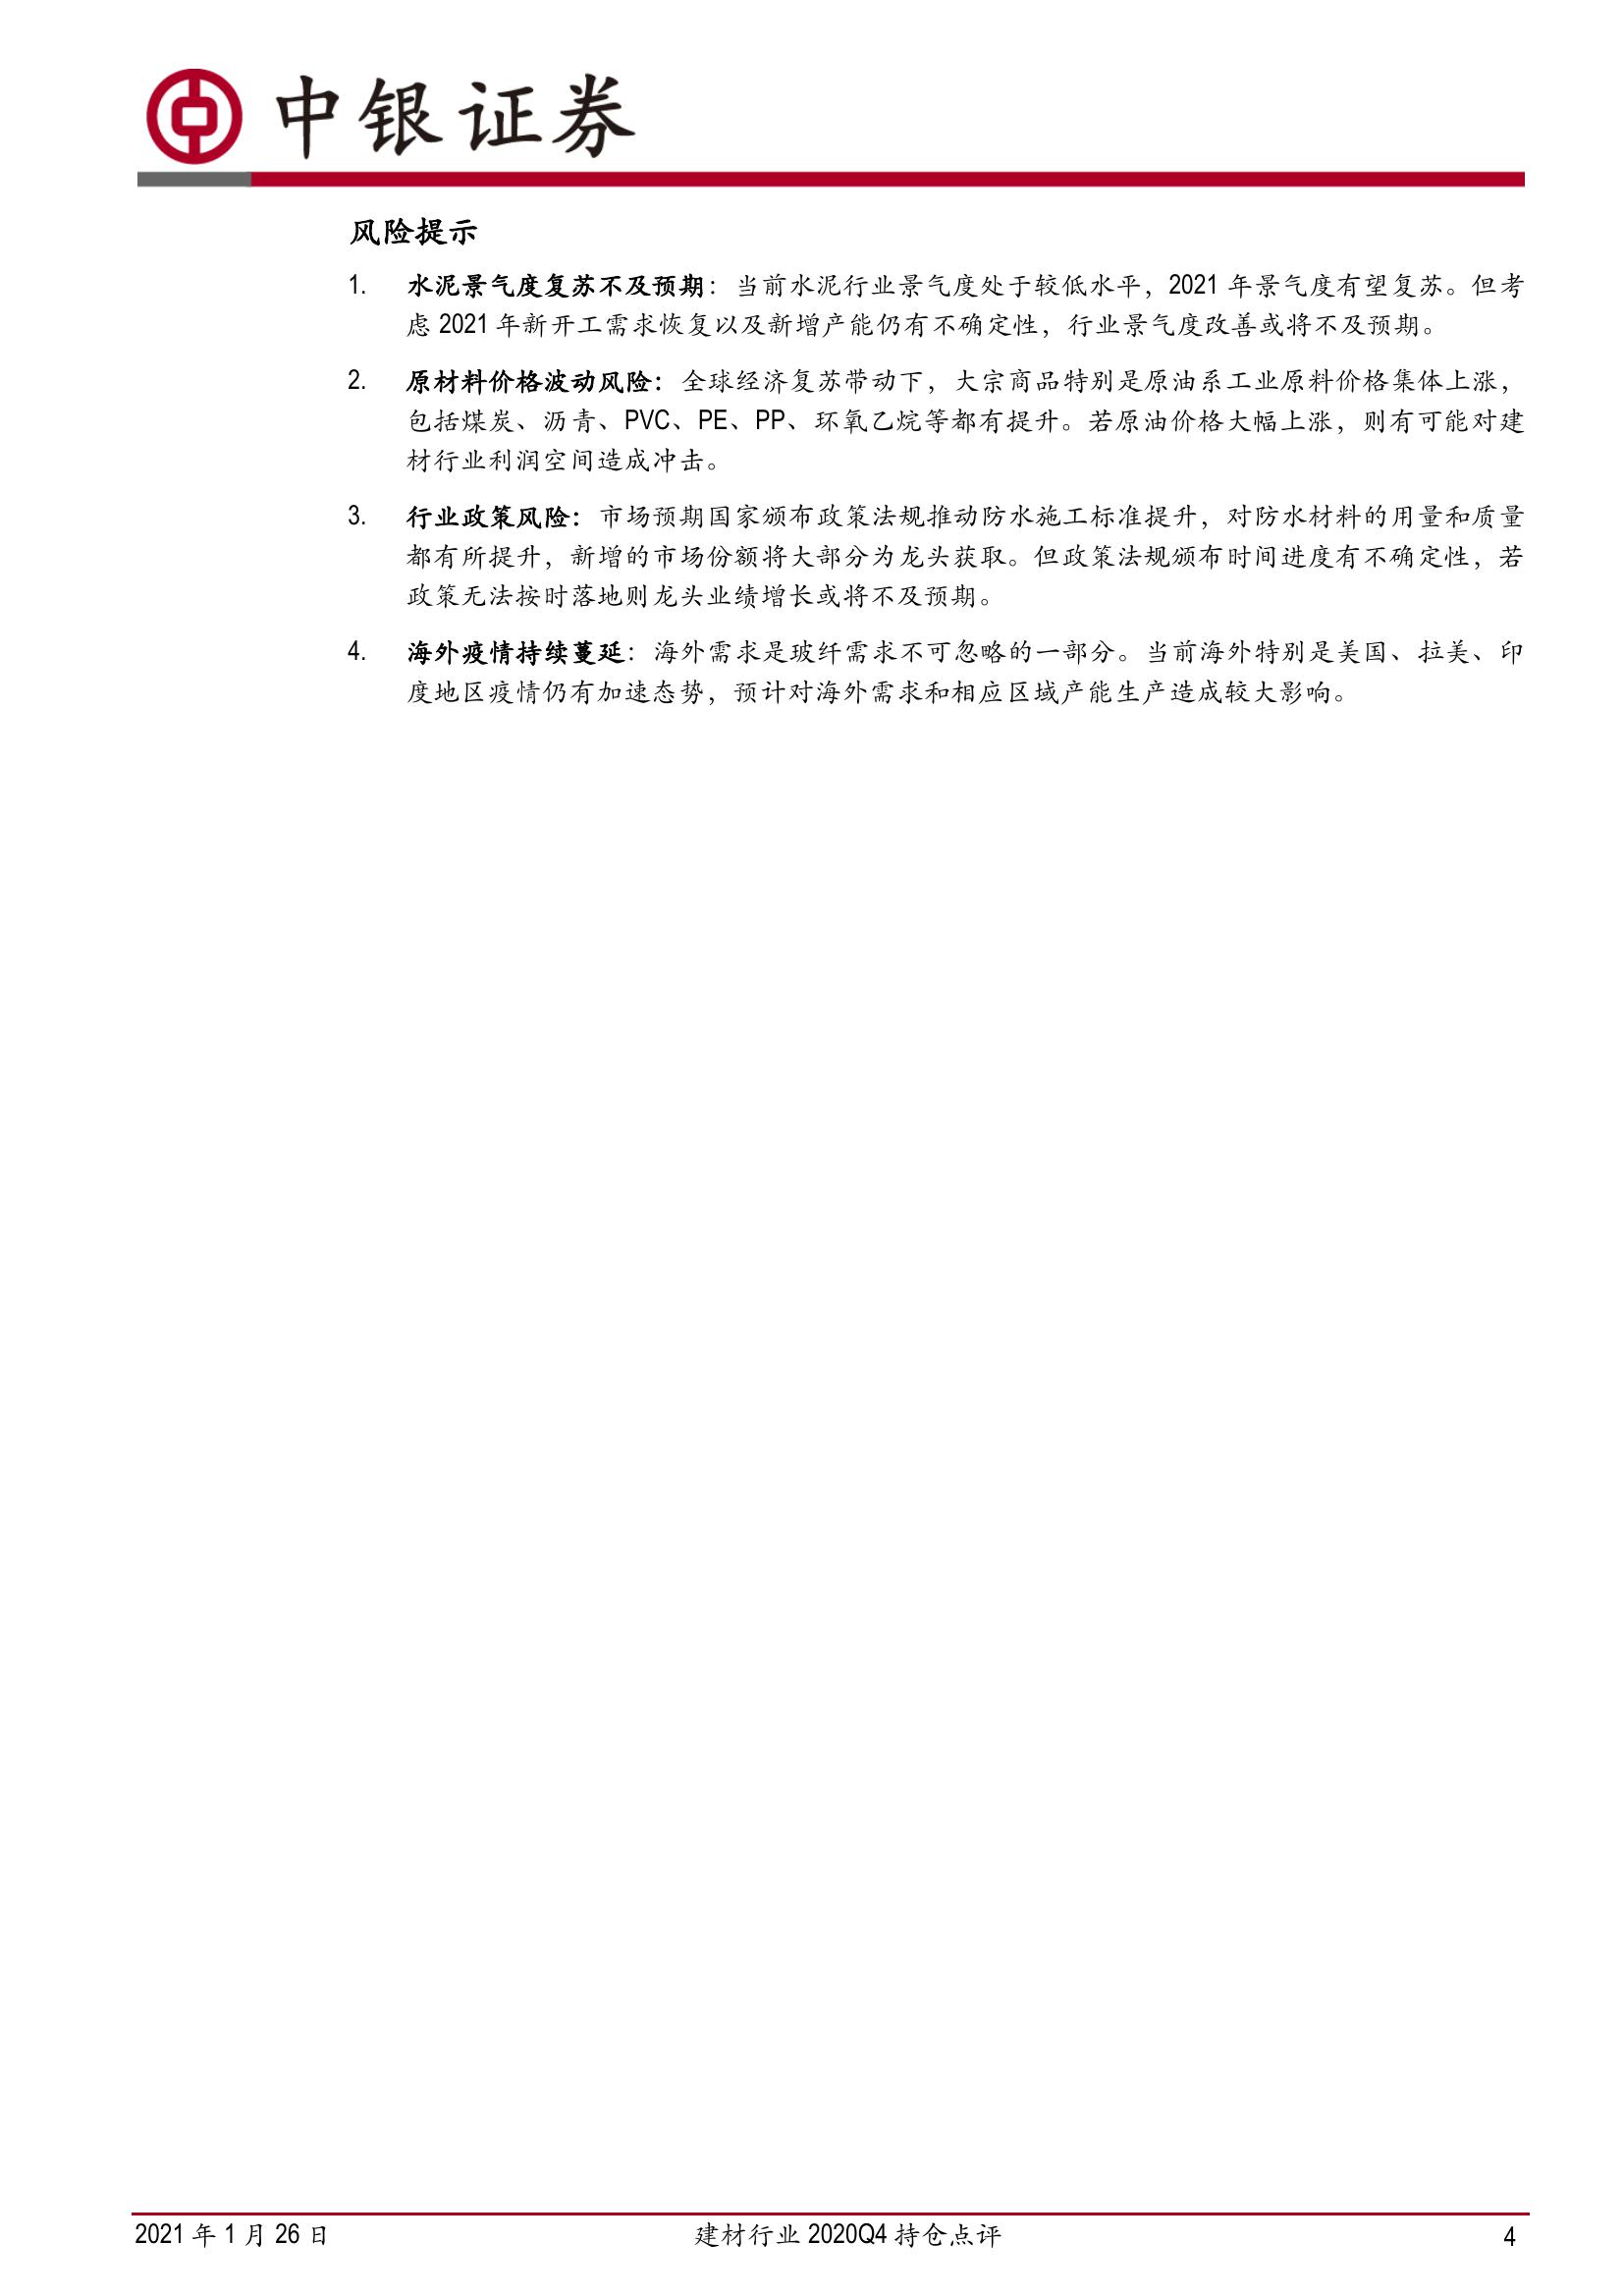 中银证券
风险提示
1. 水泥景气度复苏不及预期：当前水泥行业景气度处于较低水平，2021 年景气度有望复苏。但考
虑 2021 年新开工需求恢复以及新增产能仍有不确定性，行业景气度改善或将不及预期。
2. 原材料价格波动风险：全球经济复苏带动下，大宗商品特别是原油系工业原料价格集体上涨，
包括煤炭、沥青、PVC、PE、PP、环氧乙烷等都有提升。若原油价格大幅上涨，则有可能对建
材行业利润空间造成冲击。
3. 行业政策风险：市场预期国家颁布政策法规推动防水施工标准提升，对防水材料的用量和质量
都有所提升，新增的市场份额将大部分为龙头获取。但政策法规颁布时间进度有不确定性，若
政策无法按时落地则龙头业绩增长或将不及预期。
4. 海外疫情持续蔓延：海外需求是玻纤需求不可忽略的一部分。当前海外特别是美国、拉美、印
度地区疫情仍有加速态势，预计对海外需求和相应区域产能生产造成较大影响。
2021 年 1 月 26 日 建材行业 2020Q4 持仓点评 4